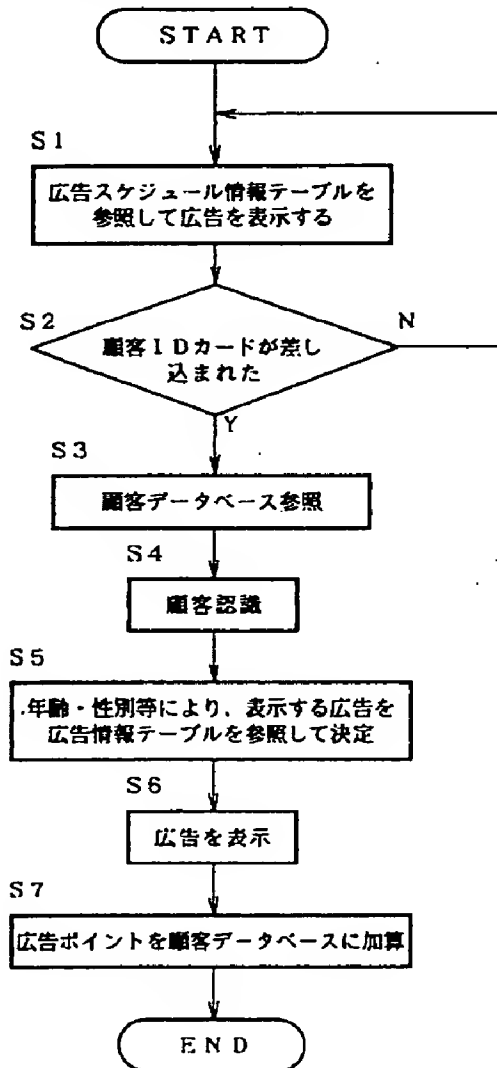 START
S1
広告スケジュール情報テーブルを
参照して広告を表示する
S2
顧客IDカードが差し
込まれた
N
Y
S3
顧客データベース参照
S4
顧客認識
S5
年齢・性別等により、表示する広告を
広告情報テーブルを参照して決定
S6
広告を表示
S7
広告ポイントを顧客データベースに加算
END